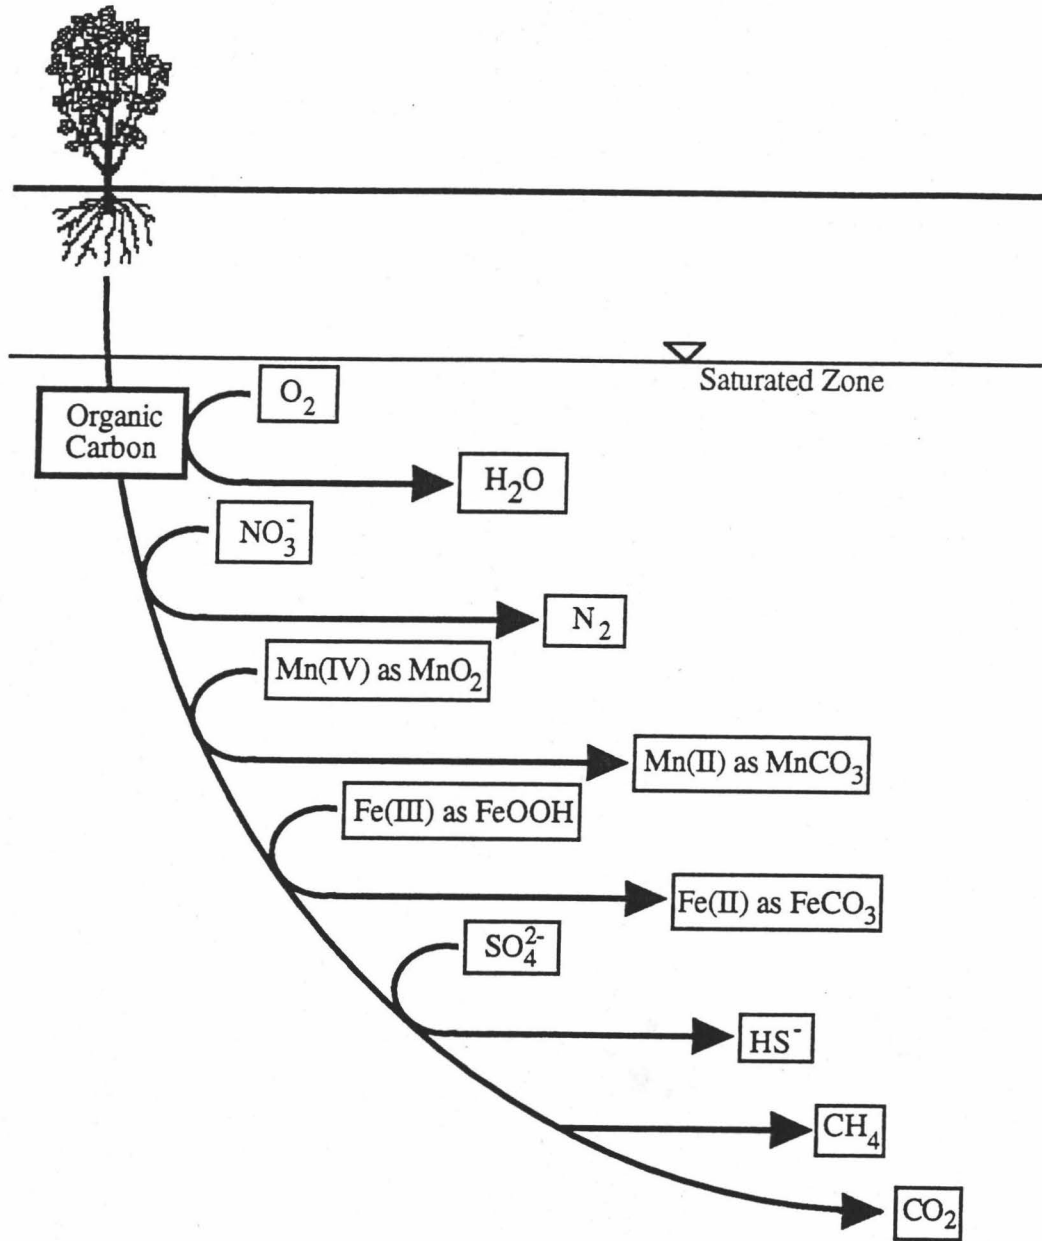 Saturated Zone
O₂
Organic
Carbon
H₂O
NO₃⁻
N₂
Mn(IV) as MnO₂
Mn(II) as MnCO₃
Fe(III) as FeOOH
Fe(II) as FeCO₃
SO₄²⁻
HS⁻
CH₄
CO₂